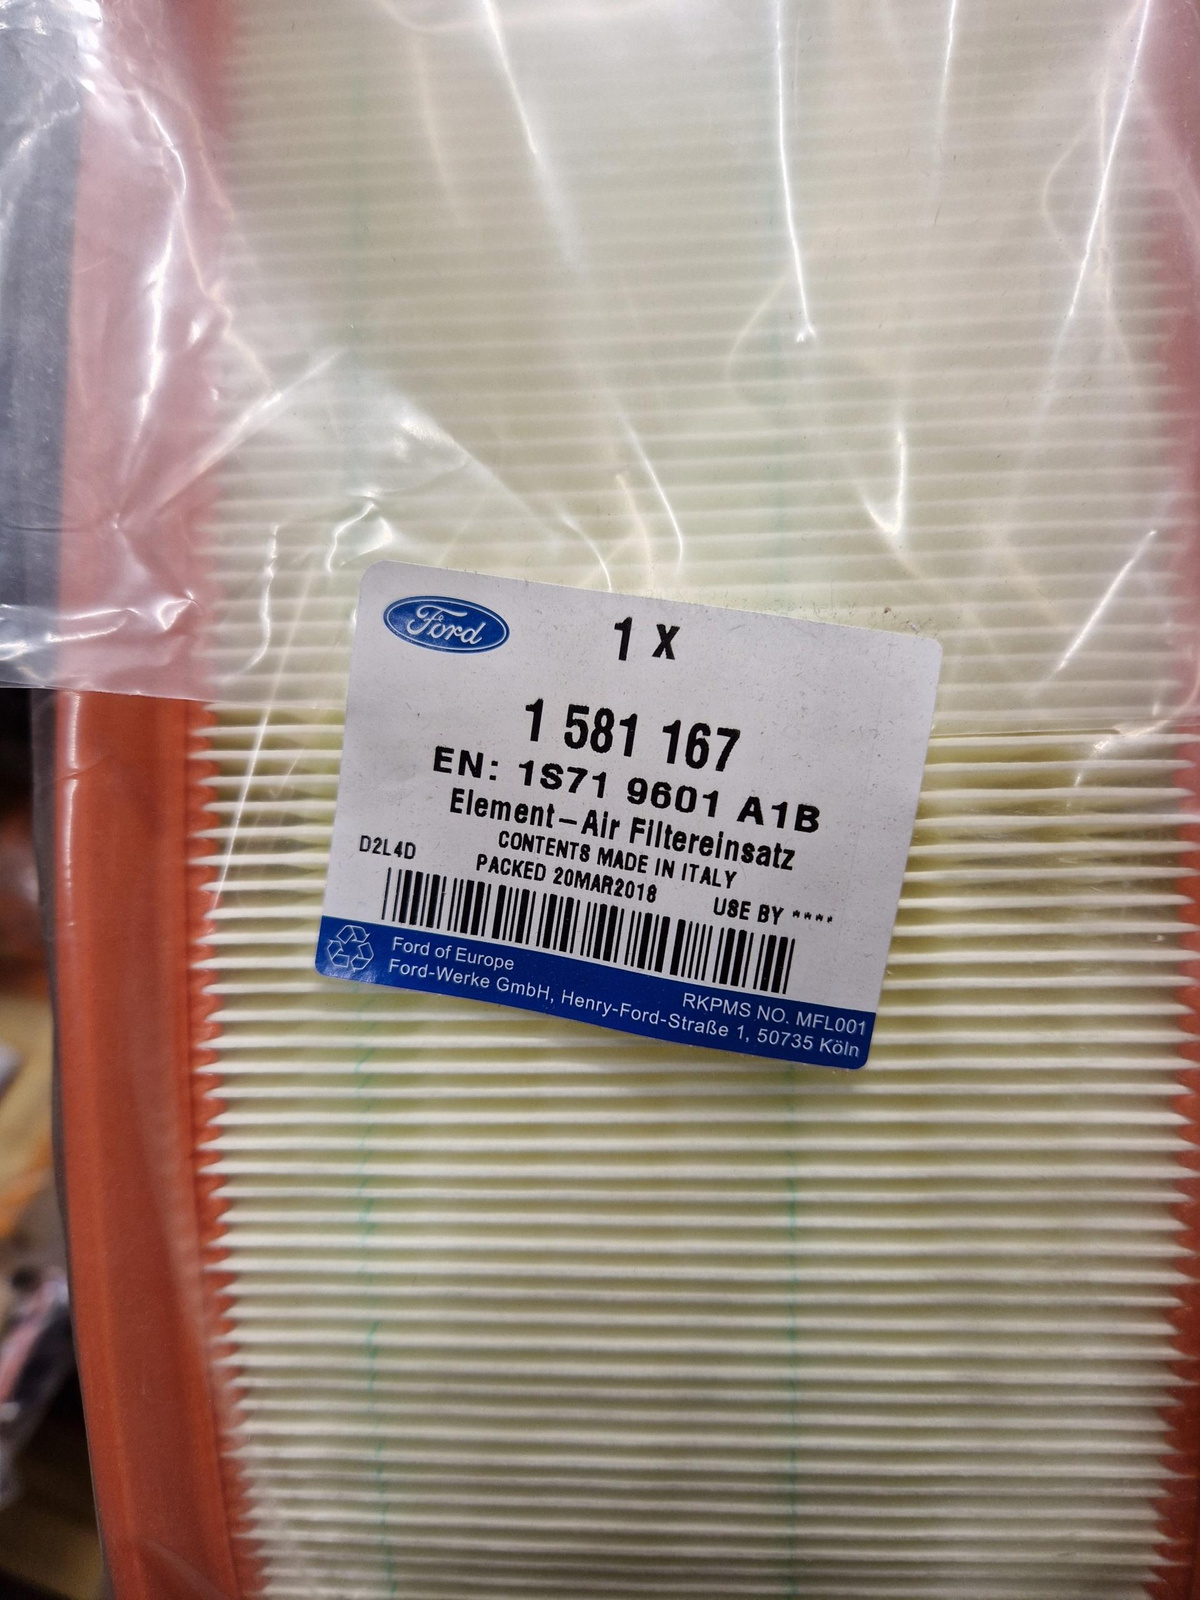 Ford
1 X
1 581 167
EN: 1S71 9601 A1B
Element-Air Filtereinsatz
CONTENTS MADE IN ITALY
D2L4D
PACKED 20MAR2018
USE BY ****
Ford of Europe
RKPMS NO. MFL001
Ford-Werke GmbH, Henry-Ford-Straße 1, 50735 Köln